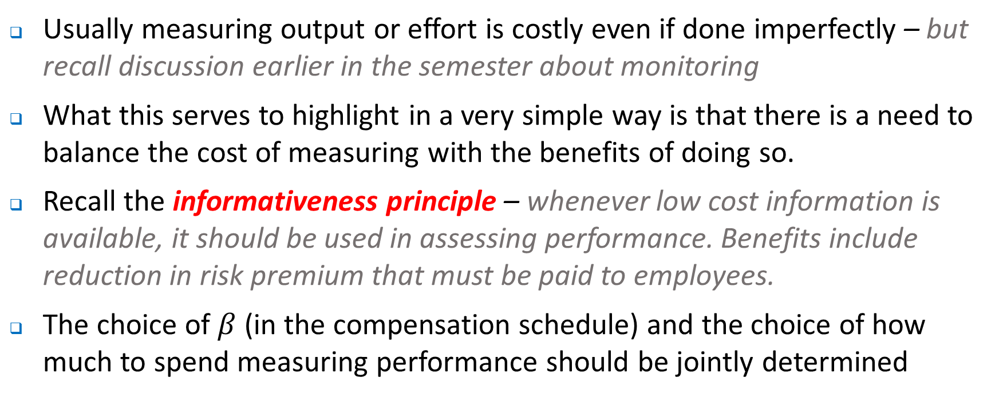 Usually measuring output or effort is costly even if done imperfectly – but
recall discussion earlier in the semester about monitoring
What this serves to highlight in a very simple way is that there is a need to
balance the cost of measuring with the benefits of doing so.
Recall the informativeness principle – whenever low cost information is
available, it should be used in assessing performance. Benefits include
reduction in risk premium that must be paid to employees.
The choice of β (in the compensation schedule) and the choice of how
much to spend measuring performance should be jointly determined